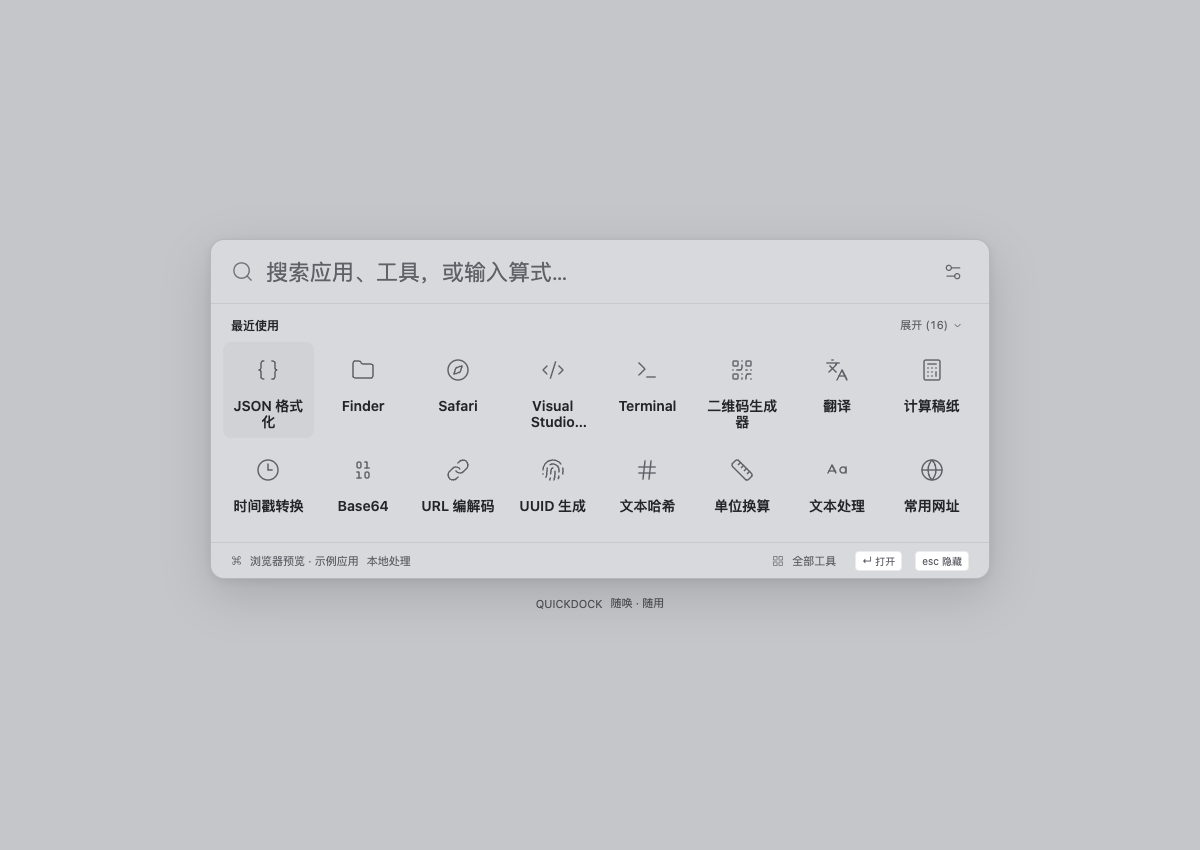 搜索应用、工具，或输入算式...
最近使用
展开 (16)
JSON 格式化
Finder
Safari
Visual Studio...
Terminal
二维码生成器
翻译
计算稿纸
时间戳转换
Base64
URL 编解码
UUID 生成
文本哈希
单位换算
文本处理
常用网址
⌘ 浏览器预览 · 示例应用 本地处理
全部工具
↵ 打开
esc 隐藏
QUICKDOCK 随唤 · 随用